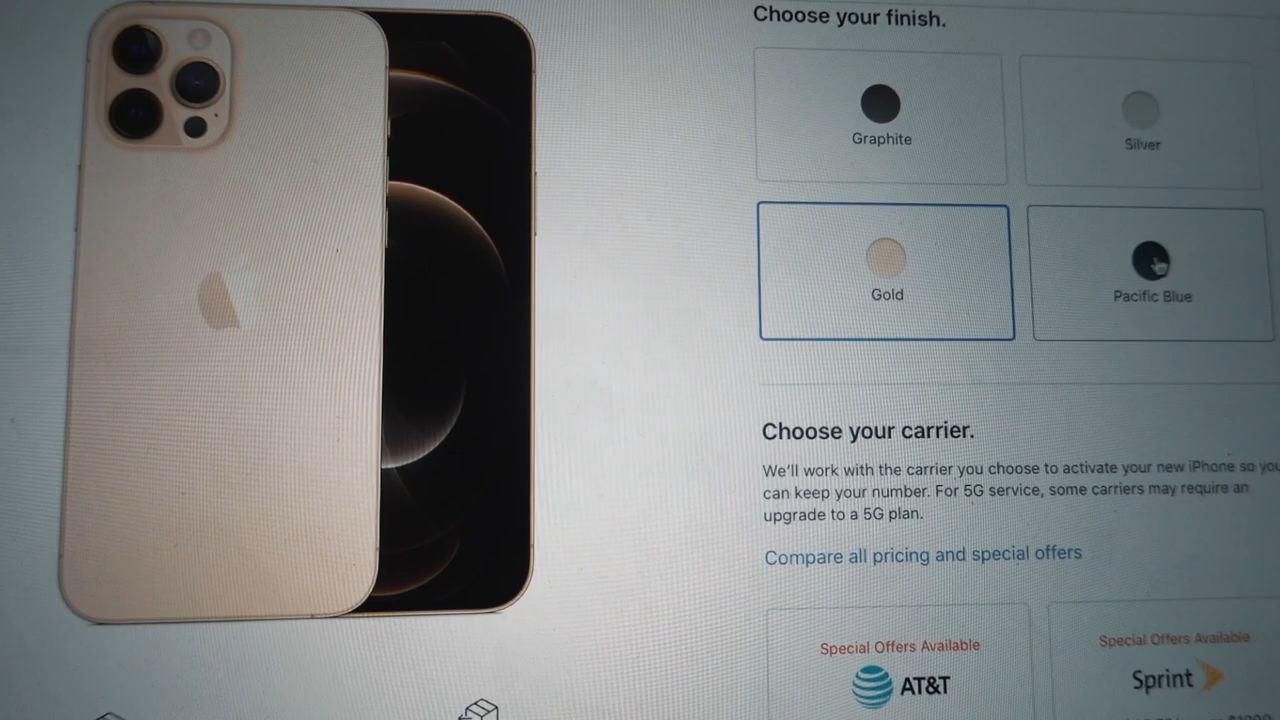 Choose your finish.
Graphite
Silver
Gold
Pacific Blue
Choose your carrier.
We'll work with the carrier you choose to activate your new iPhone so you
can keep your number. For 5G service, some carriers may require an
upgrade to a 5G plan.
Compare all pricing and special offers
Special Offers Available
AT&T
Special Offers Available
Sprint